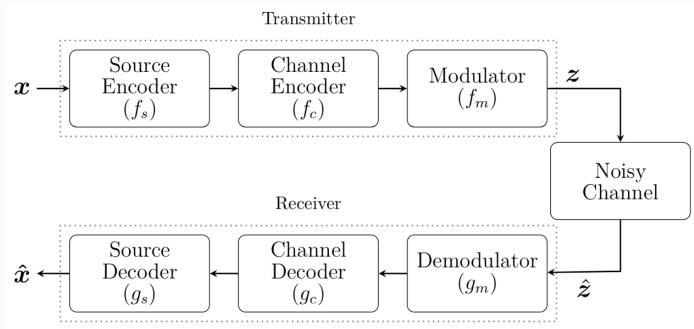 Transmitter
x
Source
Encoder
(f_s)
Channel
Encoder
(f_c)
Modulator
(f_m)
z
Noisy
Channel
Receiver
x̂
Source
Decoder
(g_s)
Channel
Decoder
(g_c)
Demodulator
(g_m)
ẑ